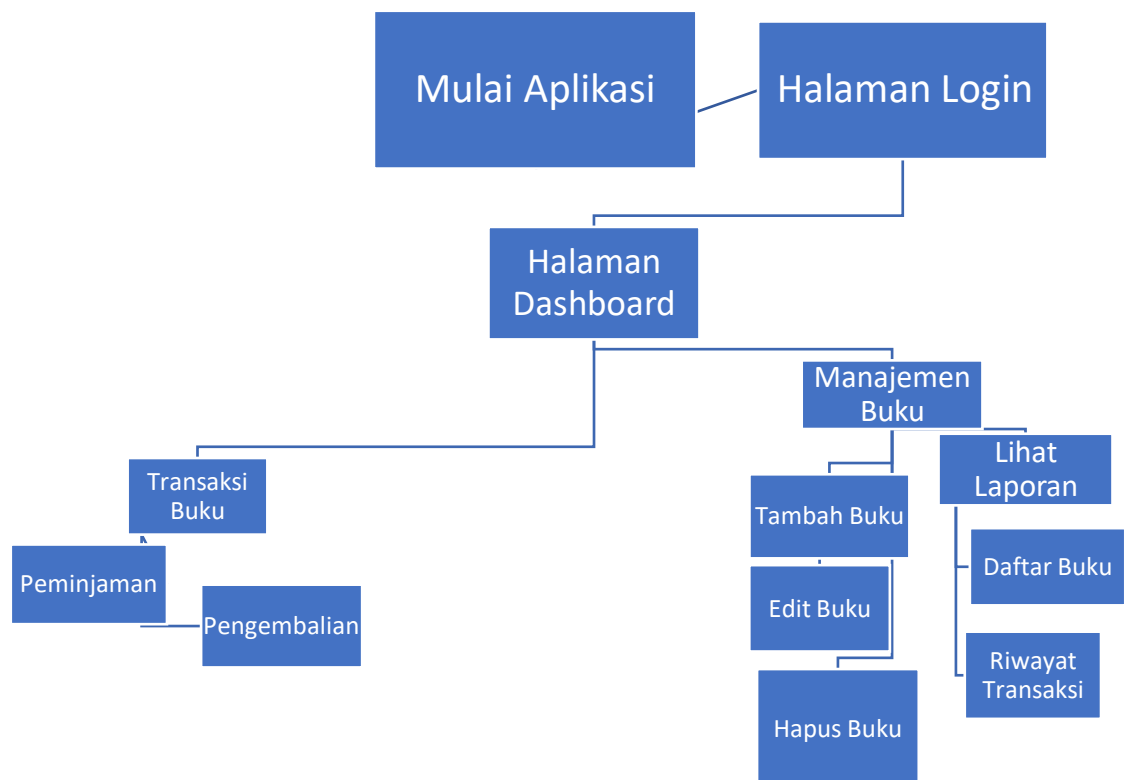 Mulai Aplikasi
Halaman Login
Halaman
Dashboard
Manajemen
Buku
Transaksi
Buku
Peminjaman
Pengembalian
Tambah Buku
Edit Buku
Hapus Buku
Lihat
Laporan
Daftar Buku
Riwayat
Transaksi